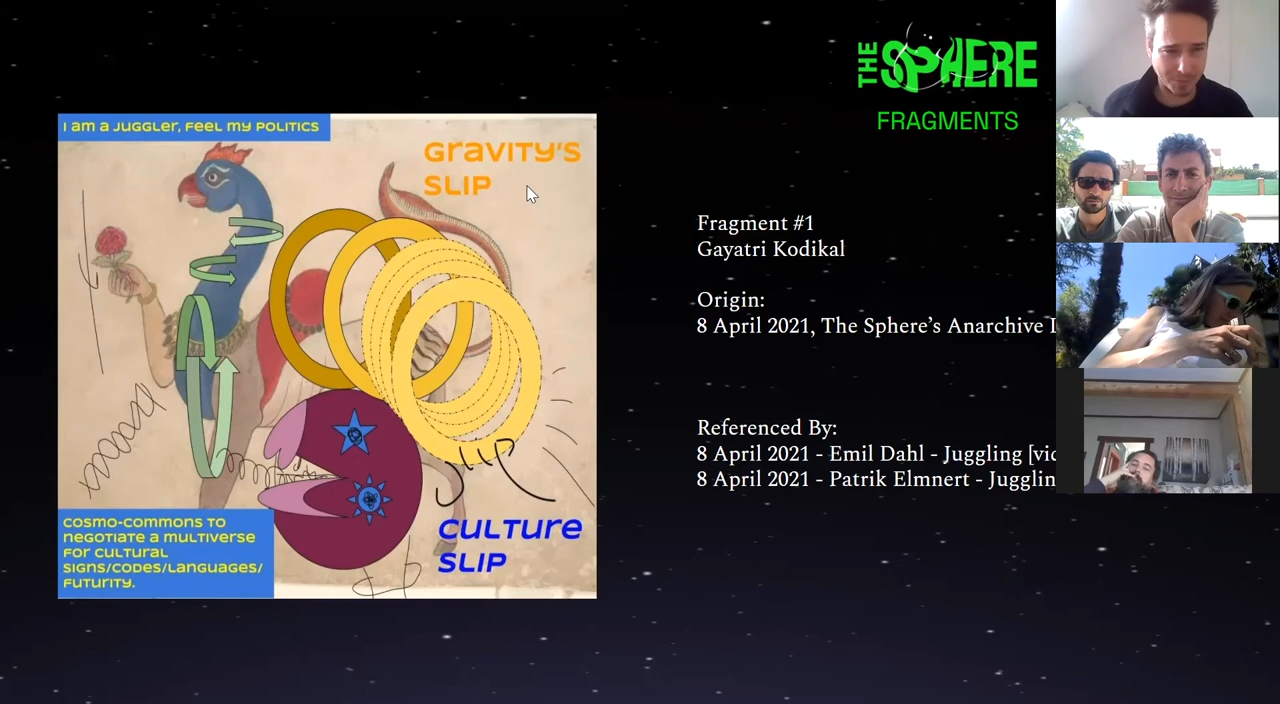 THE SPHERE
FRAGMENTS
I am a juggler, feel my politics
Gravity's
Slip
slip
Culture
Slip
Cosmo-commons to
negotiate a multiverse
for cultural
signs/codes/languages/
futurity.
Fragment #1
Gayatri Kodikal
Origin:
8 April 2021, The Sphere's Anarchive
Referenced By:
8 April 2021 - Emil Dahl - Juggling
8 April 2021 - Patrik Elmnert -